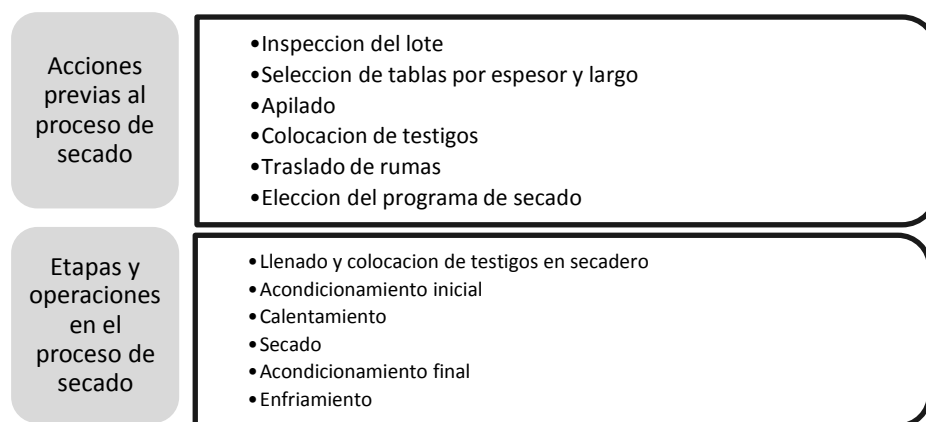 Acciones
previas al
proceso de
secado
•Inspeccion del lote
•Seleccion de tablas por espesor y largo
•Apilado
•Colocacion de testigos
•Traslado de rumas
•Eleccion del programa de secado
Etapas y
operaciones
en el
proceso de
secado
•Llenado y colocacion de testigos en secadero
•Acondicionamiento inicial
•Calentamiento
•Secado
•Acondicionamiento final
•Enfriamiento